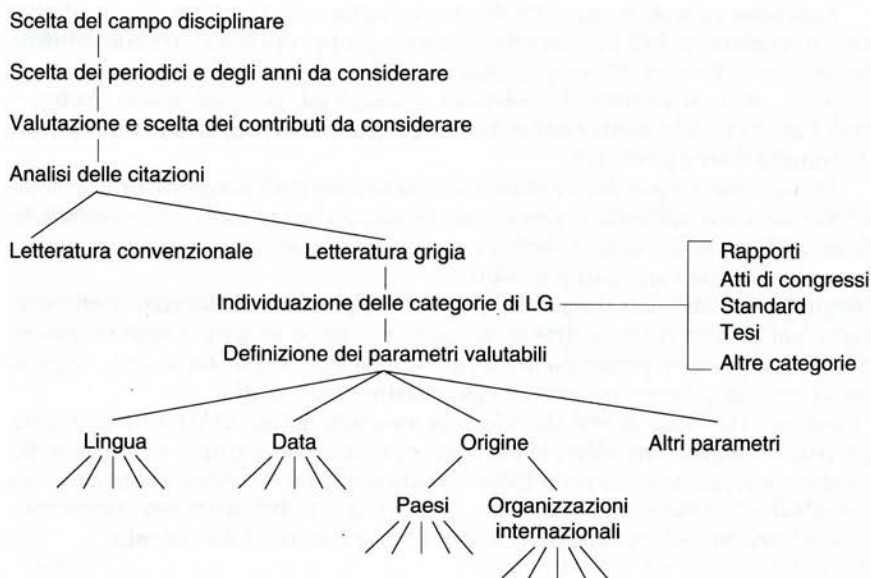 Scelta del campo disciplinare
Scelta dei periodici e degli anni da considerare
Valutazione e scelta dei contributi da considerare
Analisi delle citazioni
Letteratura convenzionale
Letteratura grigia
Individuazione delle categorie di LG
Rapporti
Atti di congressi
Standard
Tesi
Altre categorie
Definizione dei parametri valutabili
Lingua
Data
Origine
Altri parametri
Paesi
Organizzazioni
internazionali